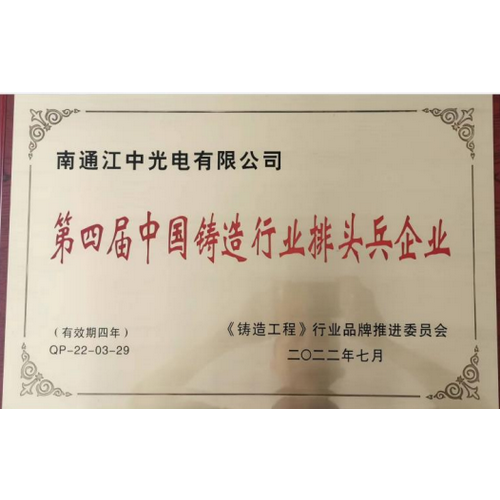 南通江中光电有限公司
第四届中国铸造行业排头兵企业
（有效期四年）
QP-22-03-29
《铸造工程》行业品牌推进委员会
二〇二二年七月